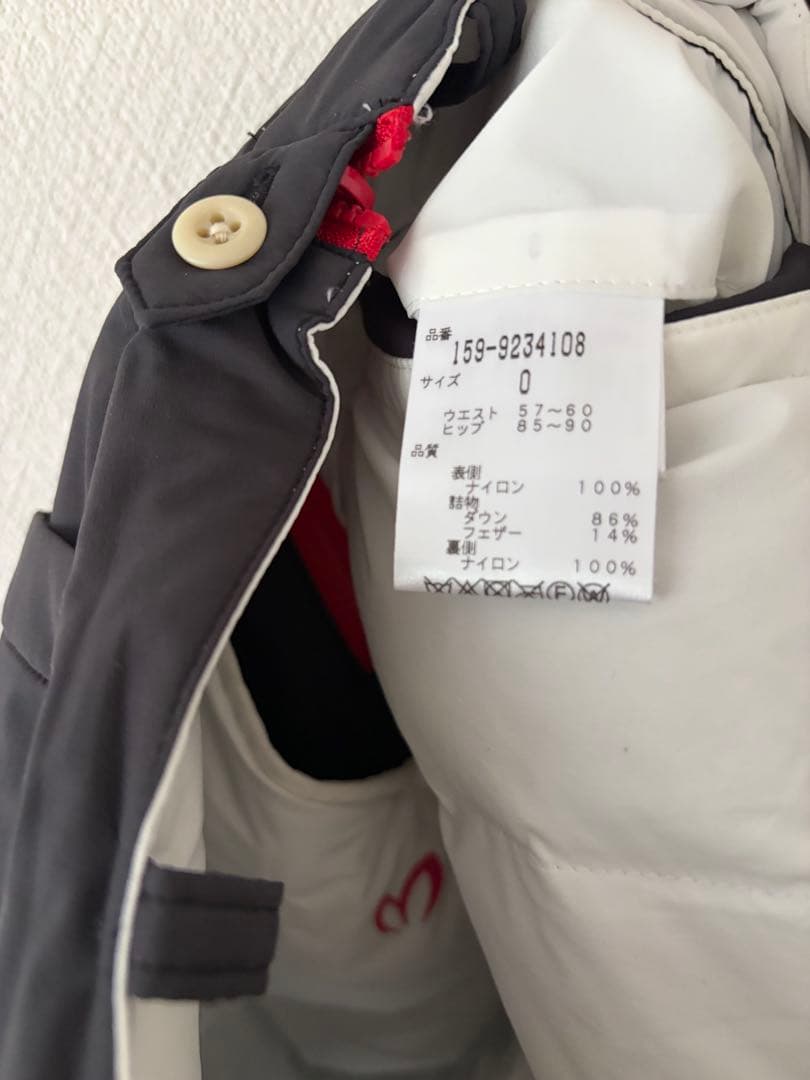 品番
159-9234108
サイズ 0
ウエスト 57〜60
ヒップ 85〜90
品質
表側
ナイロン 100%
詰物
ダウン 86%
フェザー 14%
裏側
ナイロン 100%